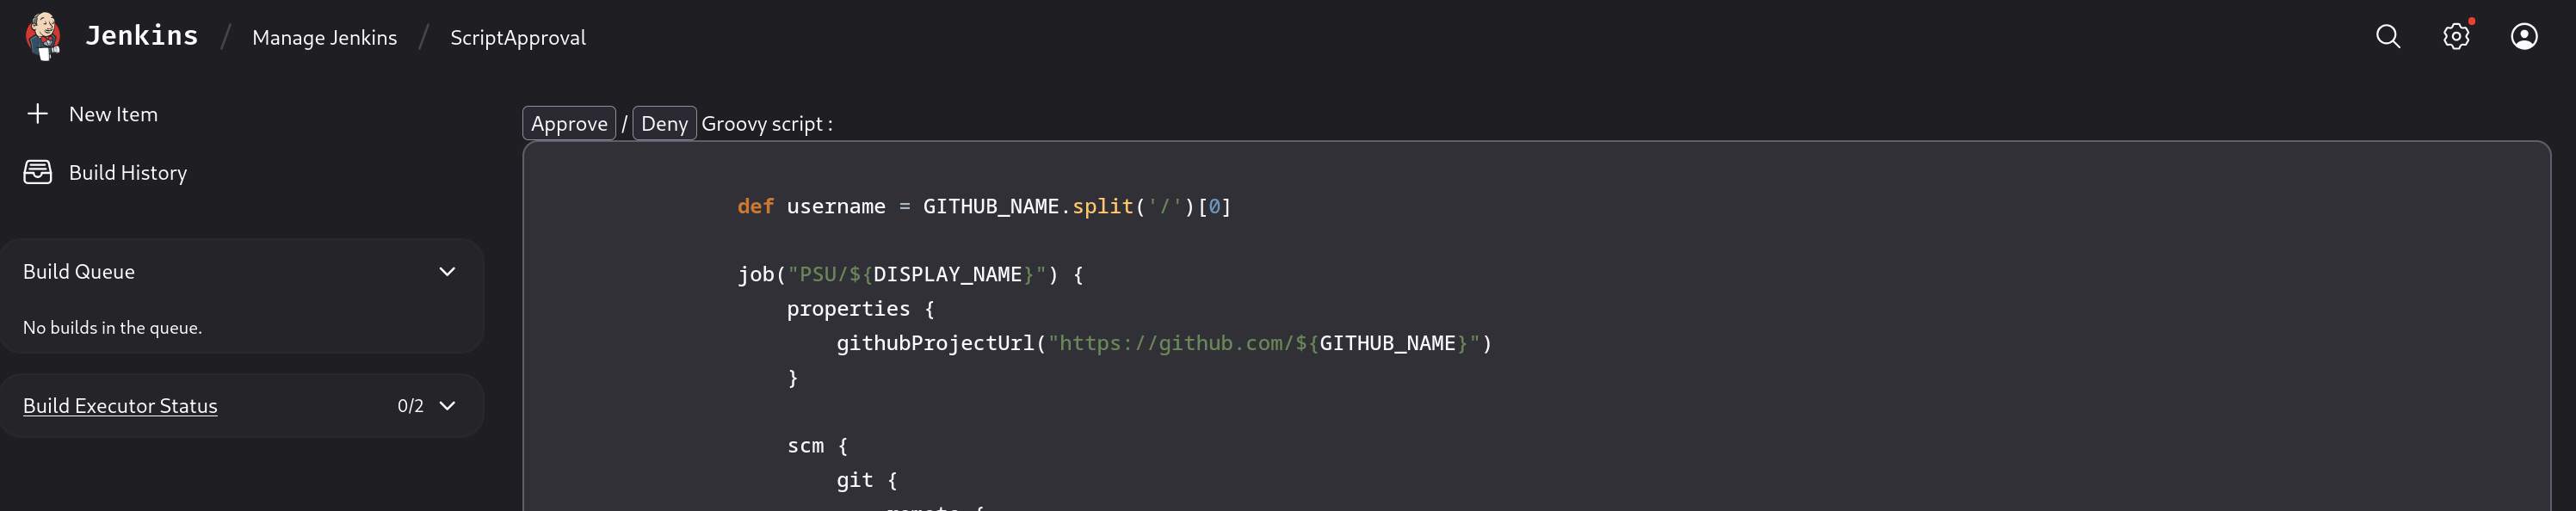 Jenkins / Manage Jenkins / ScriptApproval
New Item
Build History
Build Queue
No builds in the queue.
Build Executor Status 0/2
Approve / Deny Groovy script :
def username = GITHUB_NAME.split('/')[0]
job("PSU/${DISPLAY_NAME}") {
properties {
githubProjectUrl("https://github.com/${GITHUB_NAME}")
}
scm {
git {